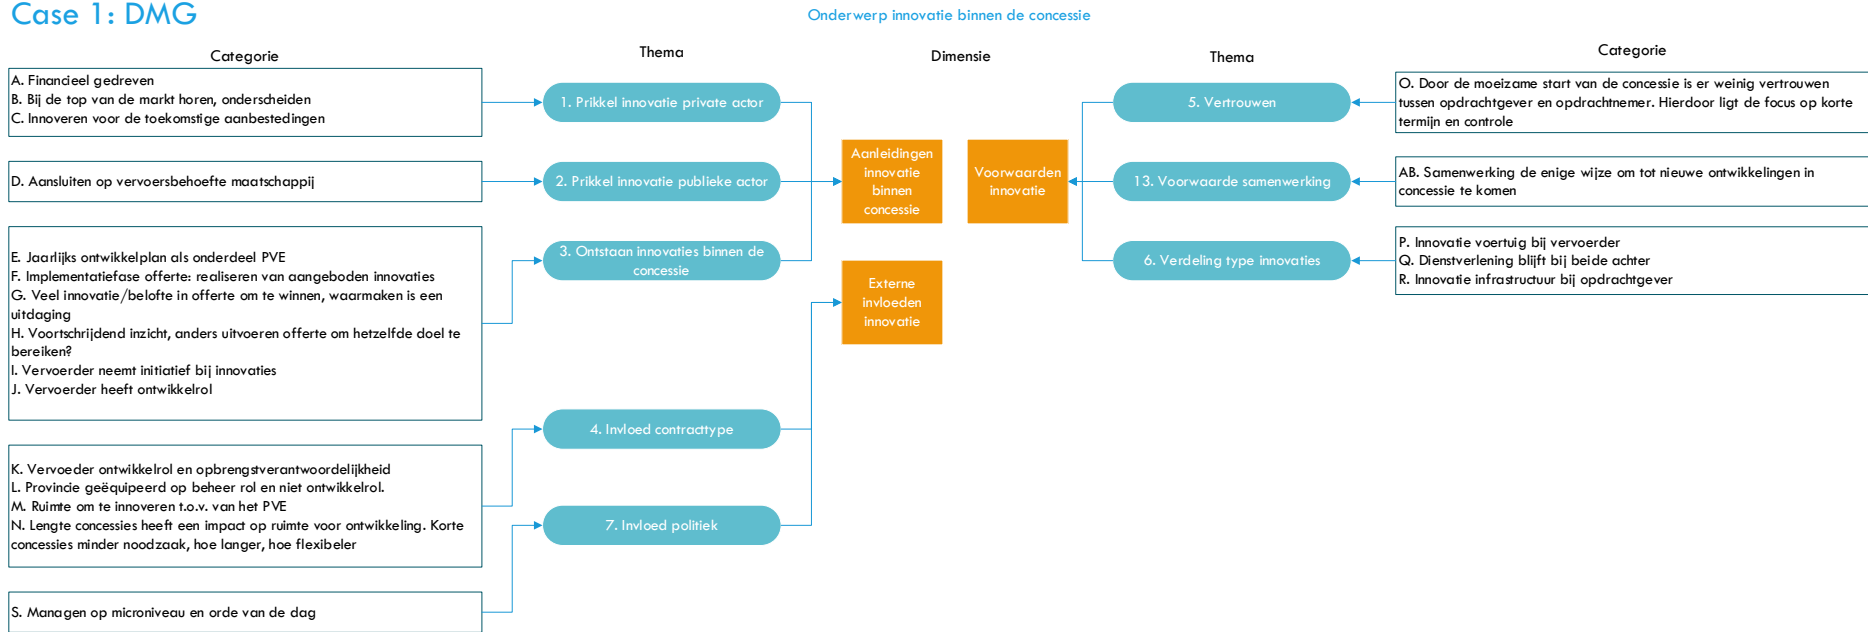 Case 1: DMG
Onderwerp innovatie binnen de concessie
Categorie
Thema
Dimensie
Thema
Categorie
A. Financieel gedreven
B. Bij de top van de markt horen, onderscheiden
C. Innoveren voor de toekomstige aanbestedingen
1. Prikkel innovatie private actor
D. Aansluiten op vervoersbehoefte maatschappij
2. Prikkel innovatie publieke actor
E. Jaarlijks ontwikkelplan als onderdeel PVE
F. Implementatiefase offerte: realiseren van aangeboden innovaties
G. Veel innovatie/belofte in offerte om te winnen, waarmaken is een
uitdaging
H. Voortschrijdend inzicht, anders uitvoeren offerte om hetzelfde doel te
bereiken?
I. Vervoerder neemt initiatief bij innovaties
J. Vervoerder heeft ontwikkelrol
3. Ontstaan innovaties binnen de
concessie
K. Vervoeder ontwikkelrol en opbrengstverantwoordelijkheid
L. Provincie geëquipeerd op beheer rol en niet ontwikkelrol.
M. Ruimte om te innoveren t.o.v. van het PVE
N. Lengte concessies heeft een impact op ruimte voor ontwikkeling. Korte
concessies minder noodzaak, hoe langer, hoe flexibeler
4. Invloed contracttype
S. Managen op microniveau en orde van de dag
7. Invloed politiek
Aanleidingen
innovatie
binnen
concessie
Externe
invloeden
innovatie
Voorwaarden
innovatie
5. Vertrouwen
O. Door de moeizame start van de concessie is er weinig vertrouwen
tussen opdrachtgever en opdrachtnemer. Hierdoor ligt de focus op korte
termijn en controle
13. Voorwaarde samenwerking
AB. Samenwerking de enige wijze om tot nieuwe ontwikkelingen in
concessie te komen
6. Verdeling type innovaties
P. Innovatie voertuig bij vervoerder
Q. Dienstverlening blijft bij beide achter
R. Innovatie infrastructuur bij opdrachtgever